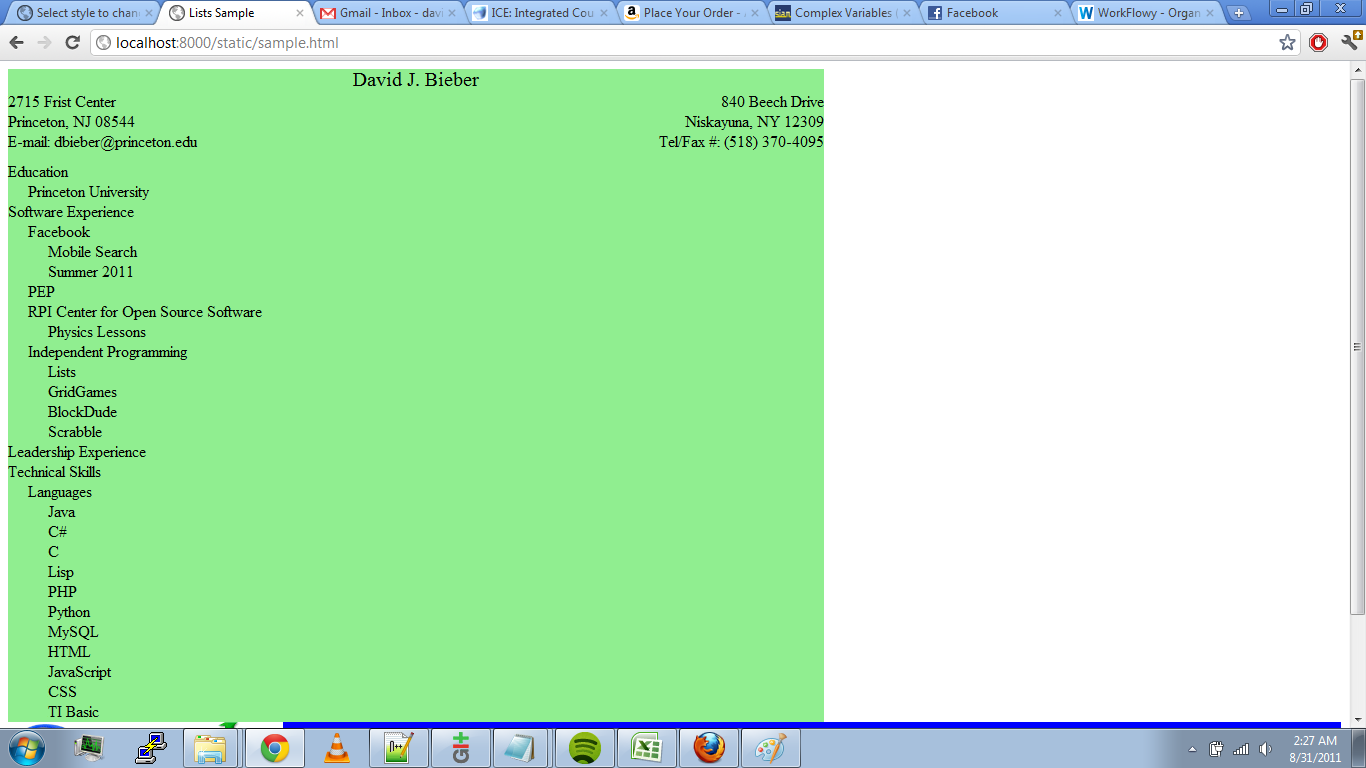 Select style to chan
Lists Sample
Gmail - Inbox - davi
ICE: Integrated Cou
Place Your Order -
Complex Variables (
Facebook
WorkFlowy - Organ
localhost:8000/static/sample.html
David J. Bieber
2715 Frist Center 840 Beech Drive
Princeton, NJ 08544 Niskayuna, NY 12309
E-mail: dbieber@princeton.edu Tel/Fax #: (518) 370-4095
Education
Princeton University
Software Experience
Facebook
Mobile Search
Summer 2011
PEP
RPI Center for Open Source Software
Physics Lessons
Independent Programming
Lists
GridGames
BlockDude
Scrabble
Leadership Experience
Technical Skills
Languages
Java
C#
C
Lisp
PHP
Python
MySQL
HTML
JavaScript
CSS
TI Basic
2:27 AM
8/31/2011